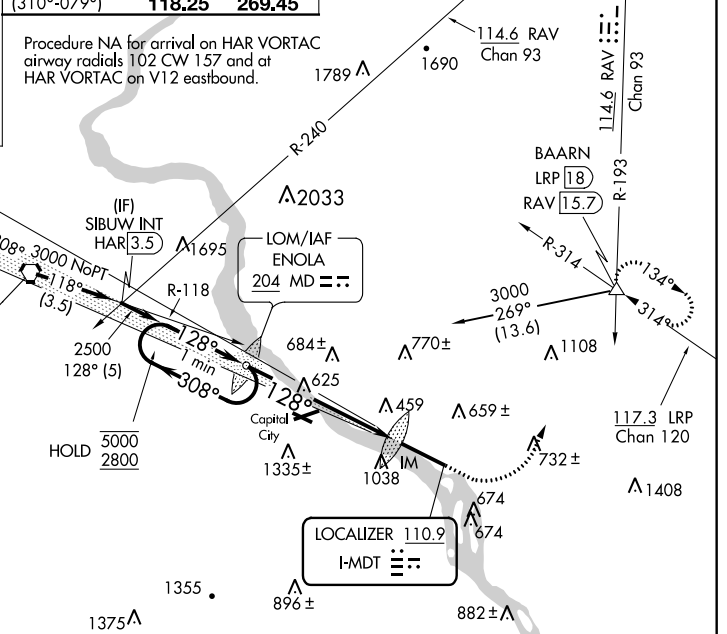 (310°-079°) 118.25 269.45
Procedure NA for arrival on HAR VORTAC
airway radials 102 CW 157 and at
HAR VORTAC on V12 eastbound.
114.6 RAV
Chan 93
1690
1789
R-240
114.6 RAV
Chan 93
R-193
BAARN
LRP 18
RAV 15.7
2033
(IF)
SIBUW INT
HAR 3.5
1695
LOM/IAF
ENOLA
204 MD
R-314
134°
314°
3000
269°
(13.6)
08° 3000 NoPT
118°
(3.5)
R-118
2500
128° (5)
128°
1 min
308°
684±
770±
1108
625
128°
459
659±
Capital
City
117.3 LRP
Chan 120
HOLD 5000
2800
1335±
1038
IM
732±
1408
674
674
LOCALIZER 110.9
I-MDT
1355
896±
1375
882±